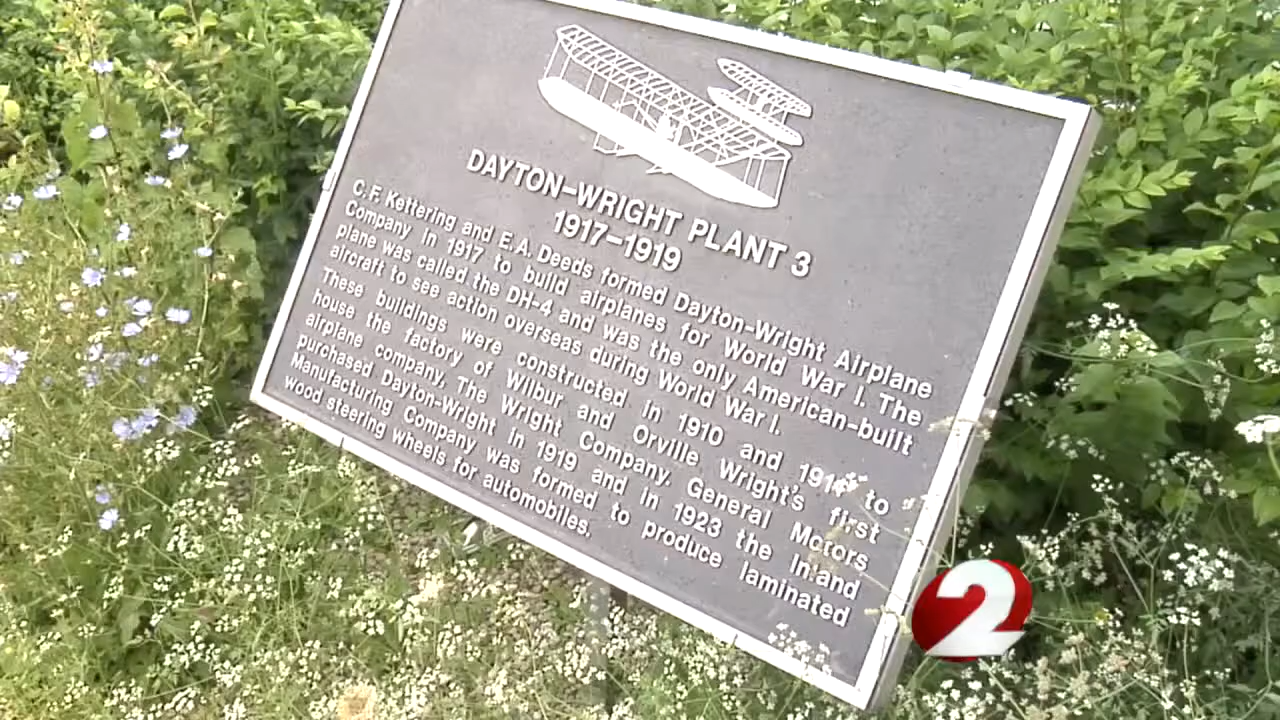 DAYTON-WRIGHT PLANT 3
1917-1919
C.F. Kettering and E.A. Deeds formed Dayton-Wright Airplane
Company in 1917 to build airplanes for World War I. The
plane was called the DH-4 and was the only American-built
aircraft to see action overseas during World War I.
These buildings were constructed in 1910 and to
house the factory of Wilbur and Orville Wright's first
airplane company, The Wright Company. General Motors
purchased Dayton-Wright in 1919 and in 1923 the Inland
Manufacturing Company was formed to produce laminated
wood steering wheels for automobiles.
2